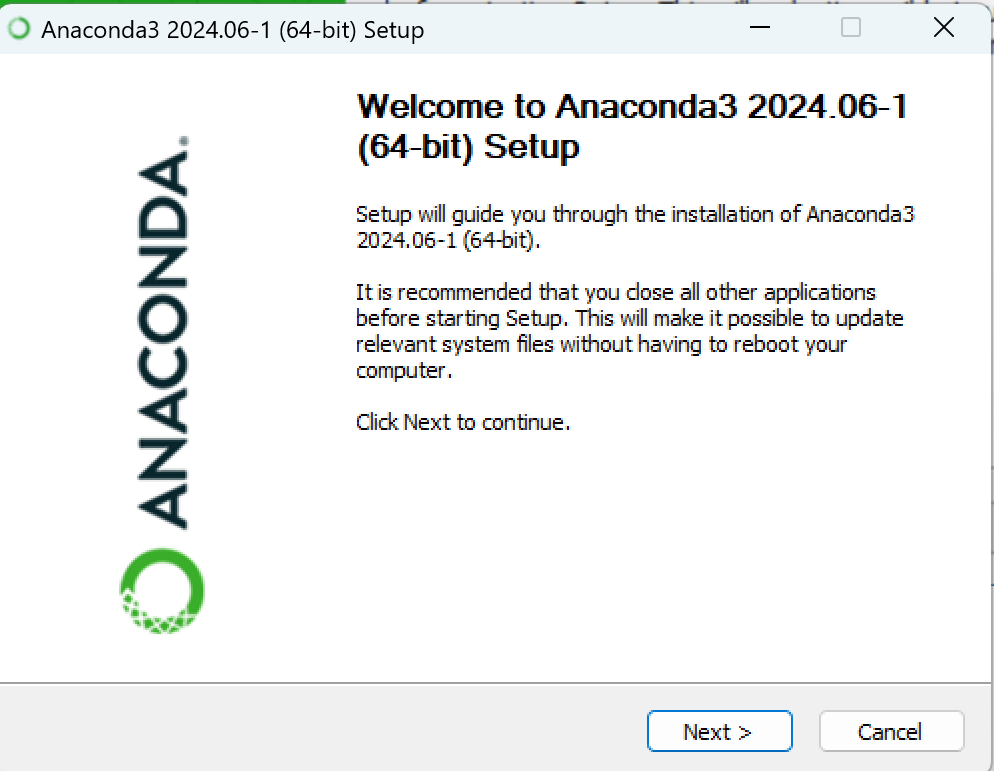 Anaconda3 2024.06-1 (64-bit) Setup
ANACONDA.
Welcome to Anaconda3 2024.06-1
(64-bit) Setup
Setup will guide you through the installation of Anaconda3
2024.06-1 (64-bit).
It is recommended that you close all other applications
before starting Setup. This will make it possible to update
relevant system files without having to reboot your
computer.
Click Next to continue.
Next >
Cancel